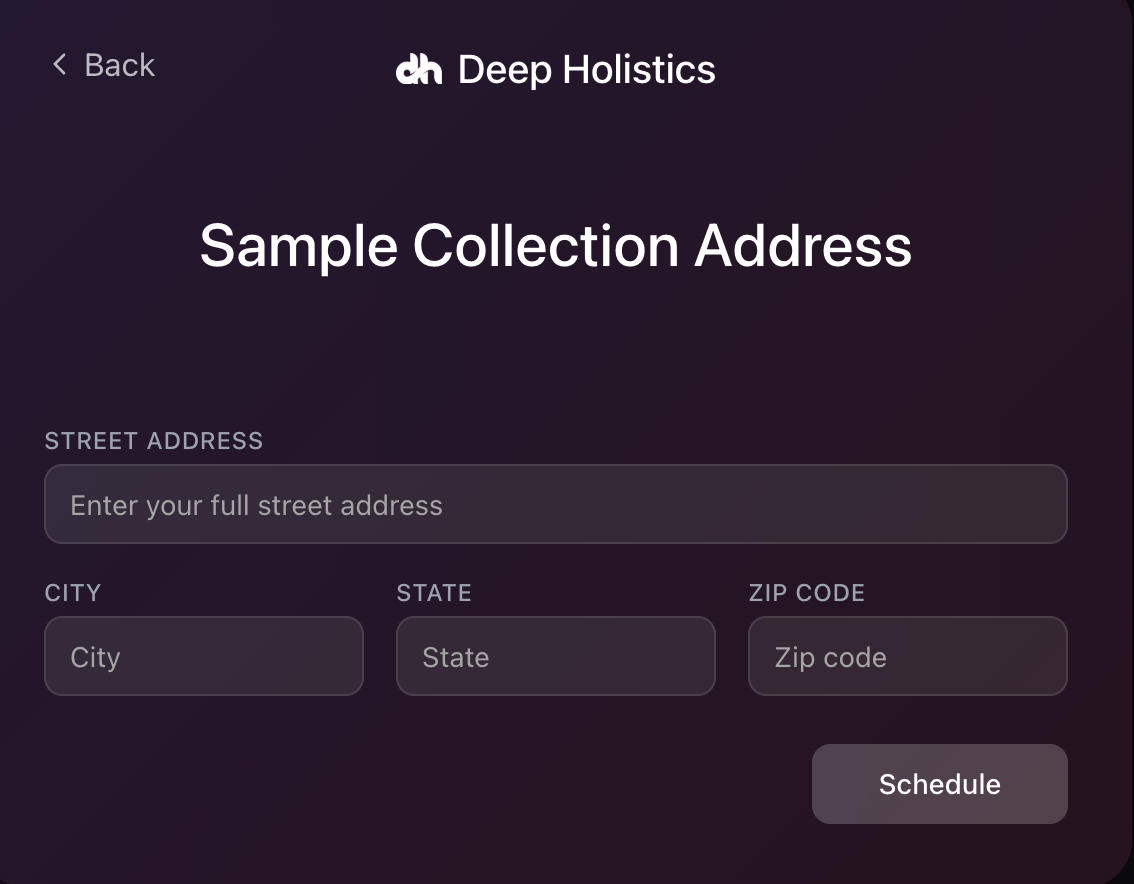 Back
Deep Holistics
Sample Collection Address
STREET ADDRESS
Enter your full street address
CITY STATE ZIP CODE
City State Zip code
Schedule